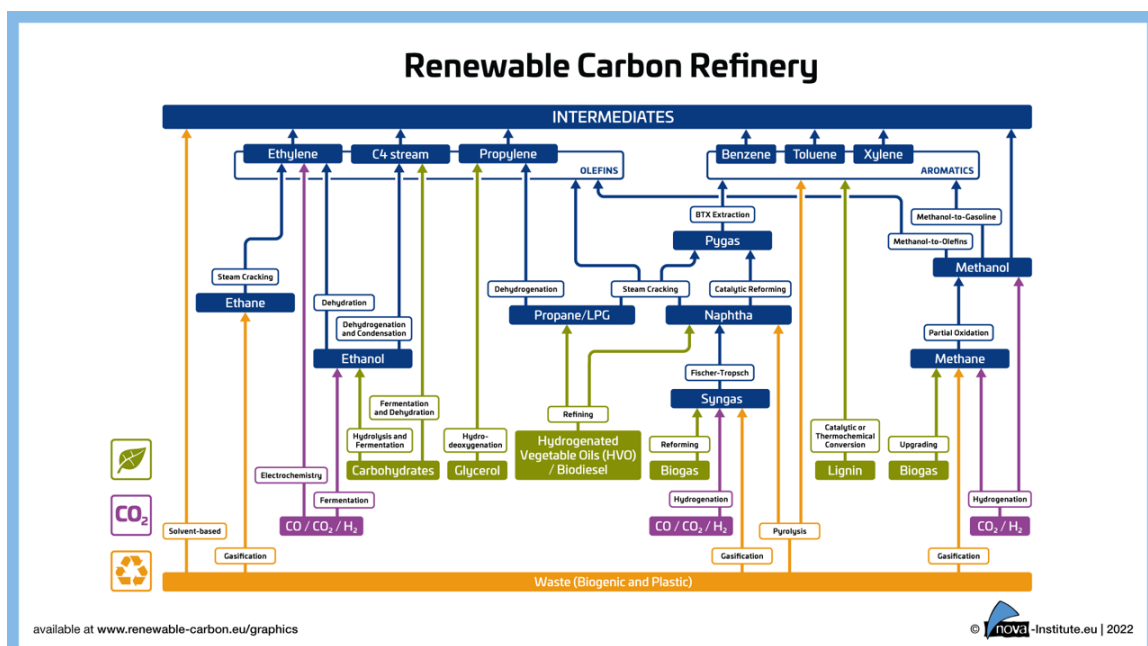 Renewable Carbon Refinery
INTERMEDIATES
Ethylene
C4 stream
Propylene
OLEFINS
Benzene
Toluene
Xylene
AROMATICS
BTX Extraction
Methanol-to-Gasoline
Pygas
Methanol-to-Olefins
Methanol
Steam Cracking
Ethane
Dehydration
Dehydrogenation
and Condensation
Dehydrogenation
Steam Cracking
Catalytic Reforming
Propane/LPG
Naphtha
Partial Oxidation
Ethanol
Methane
Fischer-Tropsch
Syngas
Fermentation
and Dehydration
Hydrolysis and
Fermentation
Hydro-
deoxygenation
Refining
Reforming
Catalytic or
Thermochemical
Conversion
Upgrading
Carbohydrates
Glycerol
Hydrogenated
Vegetable Oils (HVO)
/ Biodiesel
Biogas
Lignin
Biogas
Electrochemistry
Fermentation
Hydrogenation
Hydrogenation
CO₂
CO / CO₂ / H₂
CO / CO₂ / H₂
CO₂ / H₂
Solvent-based
Pyrolysis
Gasification
Gasification
Gasification
Waste (Biogenic and Plastic)
available at www.renewable-carbon.eu/graphics
© nova-Institute.eu | 2022